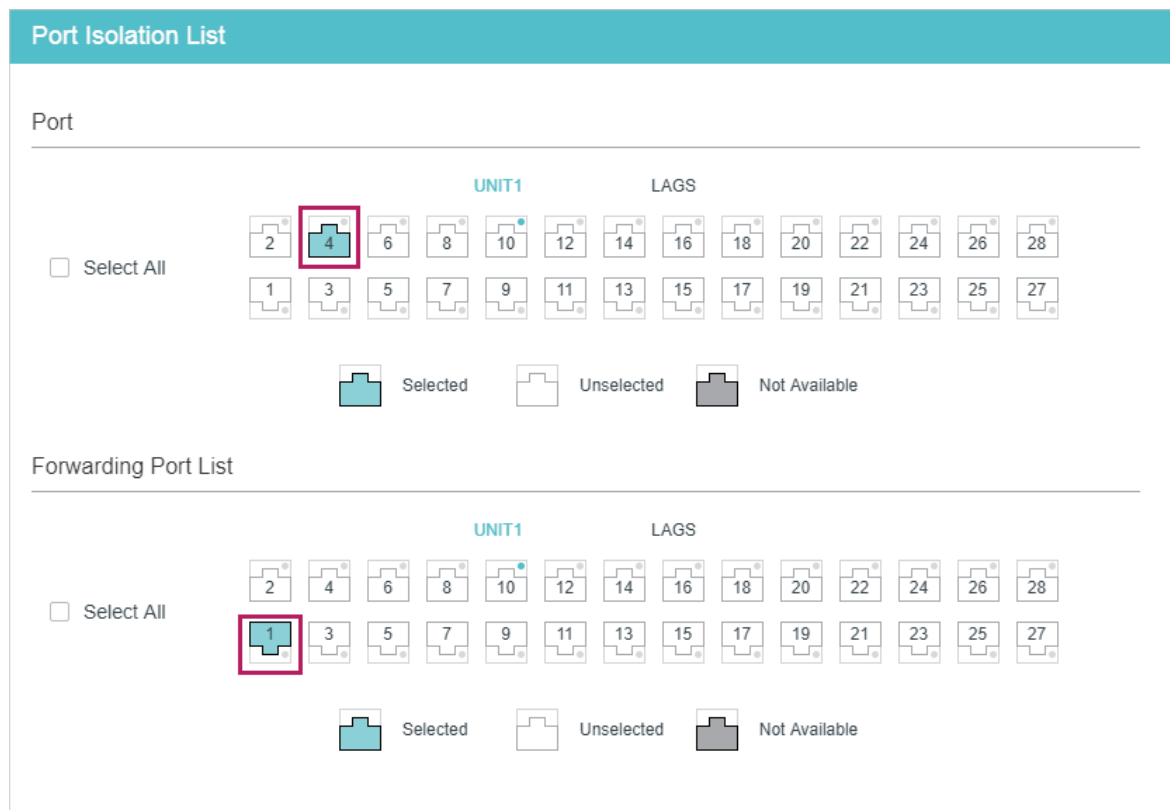 Port Isolation List
Port
UNIT1 LAGS
2 4 6 8 10 12 14 16 18 20 22 24 26 28
Select All
1 3 5 7 9 11 13 15 17 19 21 23 25 27
Selected Unselected Not Available
Forwarding Port List
UNIT1 LAGS
2 4 6 8 10 12 14 16 18 20 22 24 26 28
Select All
1 3 5 7 9 11 13 15 17 19 21 23 25 27
Selected Unselected Not Available